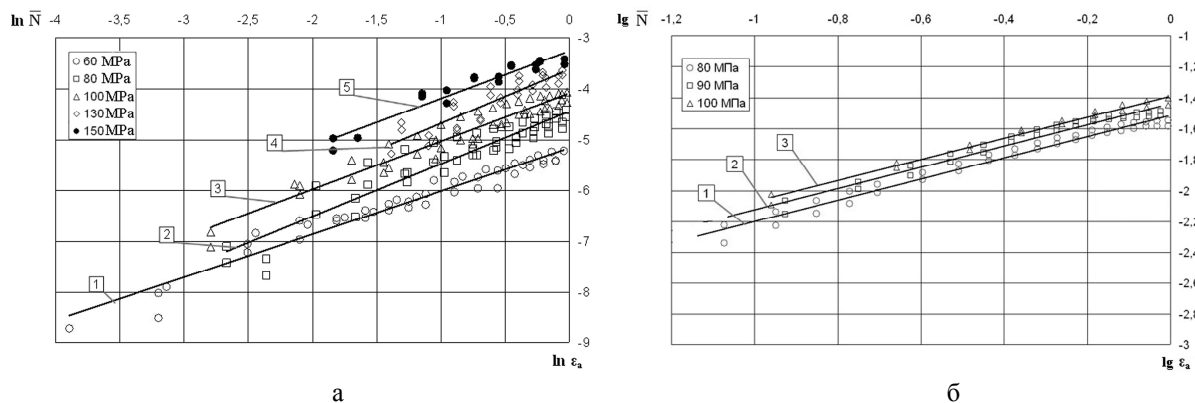 ln N̅ -4 -3,5 -3 -2,5 -2 -1,5 -1 -0,5 0
-3
-4
-5
-6
-7
-8
-9
60 MPa
80 MPa
100 MPa
130 MPa
150 MPa
5
4
3
2
1
ln εₐ
а
lg N̅ -1,2 -1 -0,8 -0,6 -0,4 -0,2 0
-1
-1,2
-1,4
-1,6
-1,8
-2
-2,2
-2,4
-2,6
-2,8
-3
80 МПа
90 МПа
100 МПа
3
2
1
lg εₐ
б